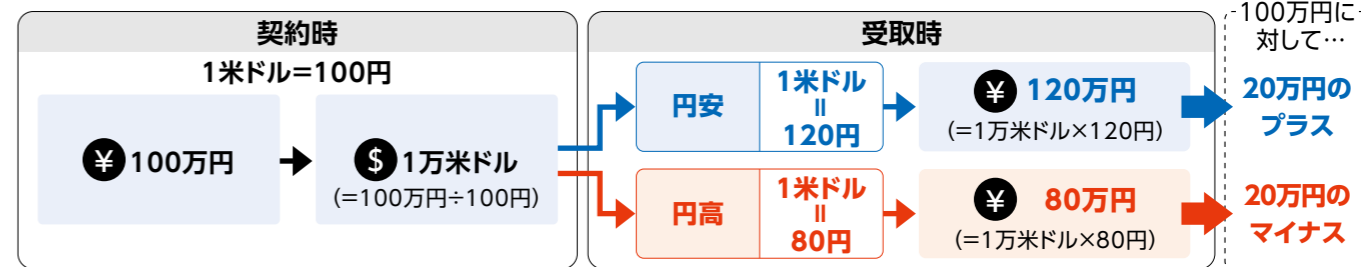 契約時
1米ドル=100円
¥ 100万円
$ 1万米ドル
(=100万円÷100円)
受取時
円安
1米ドル
=
120円
¥ 120万円
(=1万米ドル×120円)
円高
1米ドル
=
80円
¥ 80万円
(=1万米ドル×80円)
100万円に
対して…
20万円の
プラス
20万円の
マイナス